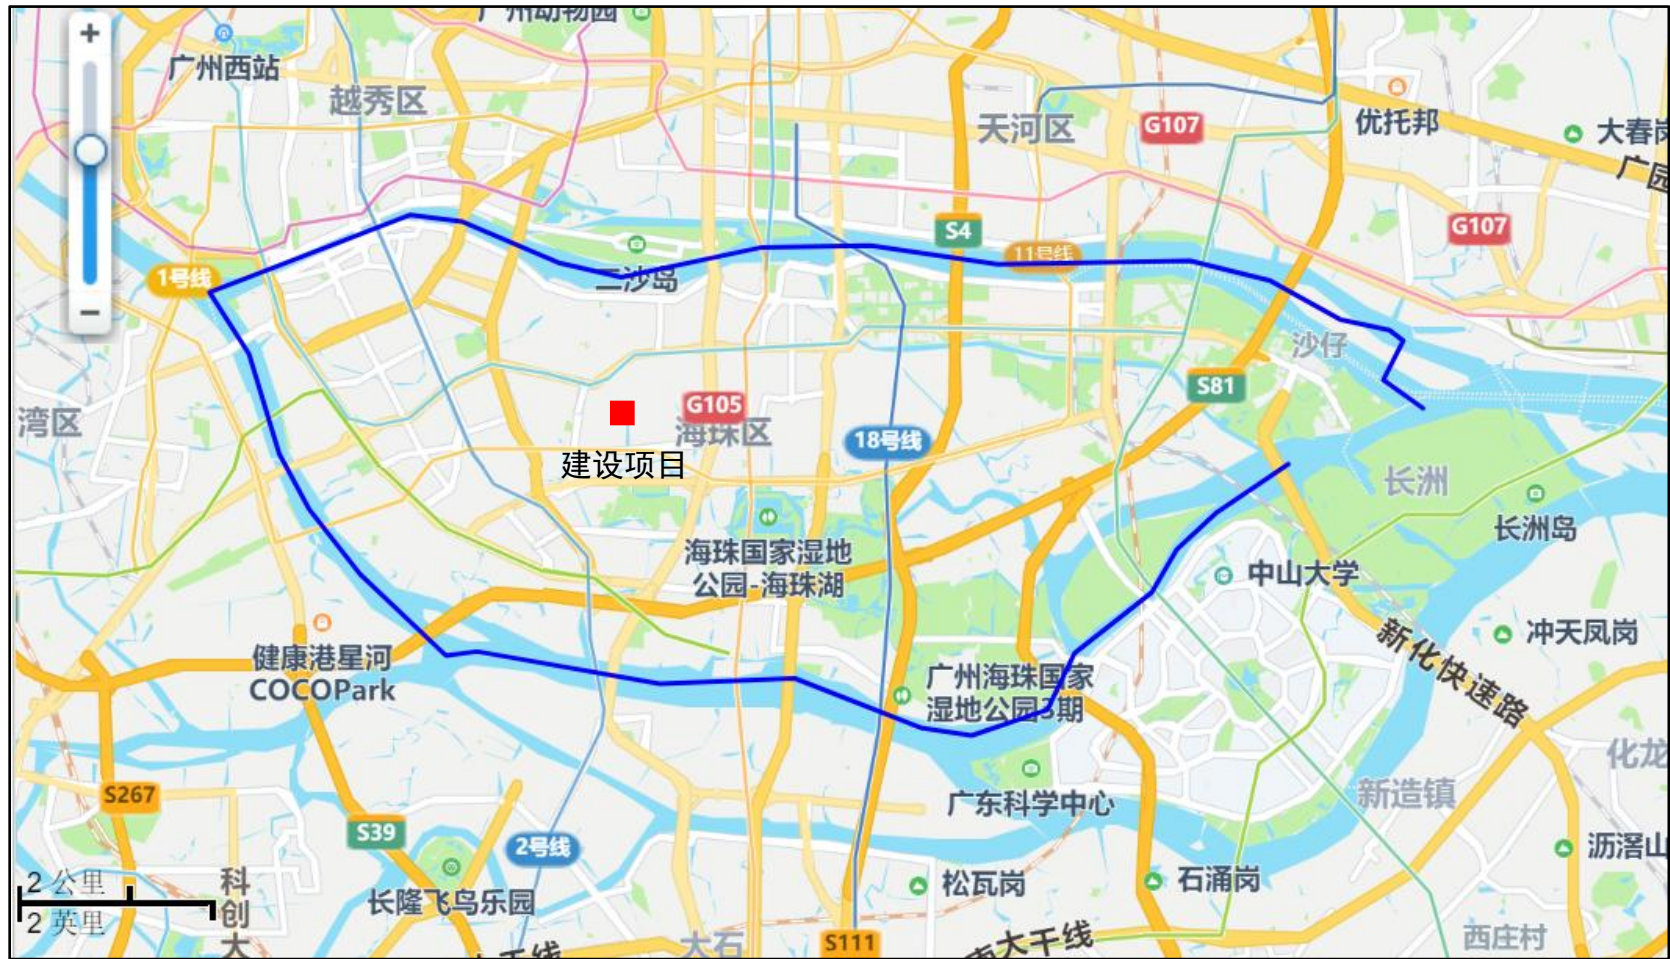 广州动物园
广州西站
越秀区
天河区
G107
优托邦
大春岗
广园
S4
G107
11号线
1号线
二沙岛
沙仔
S81
G105
海珠区
湾区
18号线
建设项目
长洲
长洲岛
海珠国家湿地
公园-海珠湖
中山大学
冲天凤岗
新化快速路
健康港星河
COCOPark
广州海珠国家
湿地公园3期
化龙
新造镇
S267
广东科学中心
S39
2号线
沥滘山
2 公里
2 英里
科
创
大
长隆飞鸟乐园
松瓦岗
石涌岗
大石
S111
南大干线
大干线
西庄村